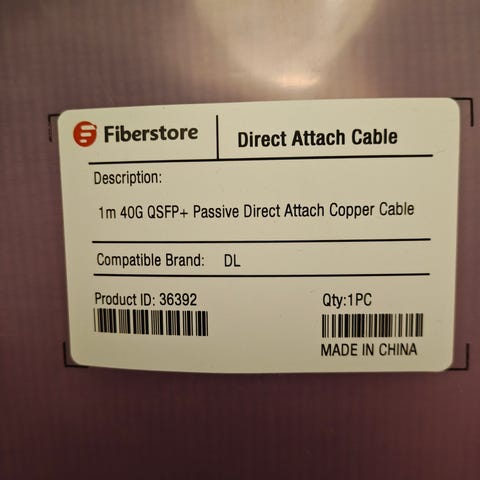 Fiberstore Direct Attach Cable
Description:
1m 40G QSFP+ Passive Direct Attach Copper Cable
Compatible Brand: DL
Product ID: 36392 Qty:1PC
MADE IN CHINA